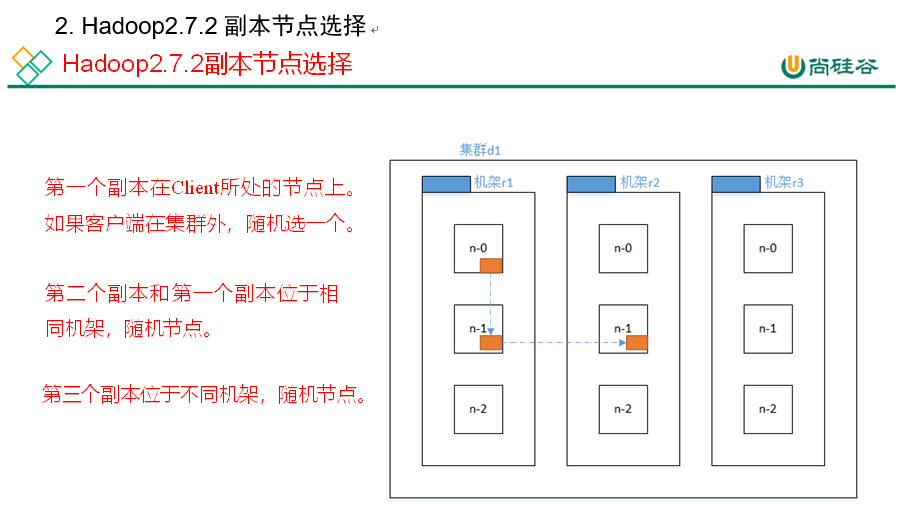 2. Hadoop2.7.2 副本节点选择
Hadoop2.7.2副本节点选择
尚硅谷
第一个副本在Client所处的节点上。
如果客户端在集群外，随机选一个。
第二个副本和第一个副本位于相
同机架，随机节点。
第三个副本位于不同机架，随机节点。
集群d1
机架r1
机架r2
机架r3
n-0
n-0
n-0
n-1
n-1
n-1
n-2
n-2
n-2